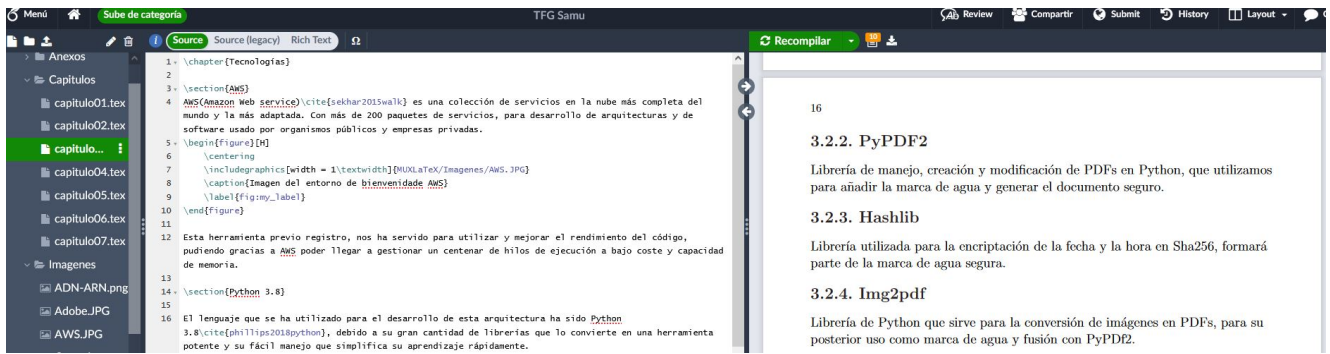 Menú
Sube de categoría
TFG Samu
Review
Compartir
Submit
History
Layout
Source
Source (legacy)
Rich Text
Ω
Recompilar
10
Anexos
Capitulos
capitulo01.tex
capitulo02.tex
capitulo...
capitulo04.tex
capitulo05.tex
capitulo06.tex
capitulo07.tex
Imagenes
ADN-ARN.png
Adobe.JPG
AWS.JPG
1 \chapter{Tecnologías}
2
3 \section{AWS}
4 AWS(Amazon Web service)\cite{sekhar2015walk} es una colección de servicios en la nube más completa del
mundo y la más adaptada. Con más de 200 paquetes de servicios, para desarrollo de arquitecturas y de
software usado por organismos públicos y empresas privadas.
5 \begin{figure}[H]
6 \centering
7 \includegraphics[width = 1\textwidth]{MUXLaTeX/Imagenes/AWS.JPG}
8 \caption{Imagen del entorno de bienvenidade AWS}
9 \label{fig:my_label}
10 \end{figure}
11
12 Esta herramienta previo registro, nos ha servido para utilizar y mejorar el rendimiento del código,
pudiendo gracias a AWS poder llegar a gestionar un centenar de hilos de ejecución a bajo coste y capacidad
de memoria.
13
14 \section{Python 3.8}
15
16 El lenguaje que se ha utilizado para el desarrollo de esta arquitectura ha sido Python
3.8\cite{phillips2018python}, debido a su gran cantidad de librerías que lo convierte en una herramienta
potente y su fácil manejo que simplifica su aprendizaje rápidamente.
16
3.2.2. PyPDF2
Librería de manejo, creación y modificación de PDFs en Python, que utilizamos
para añadir la marca de agua y generar el documento seguro.
3.2.3. Hashlib
Librería utilizada para la encriptación de la fecha y la hora en Sha256, formará
parte de la marca de agua segura.
3.2.4. Img2pdf
Librería de Python que sirve para la conversión de imágenes en PDFs, para su
posterior uso como marca de agua y fusión con PyPDf2.